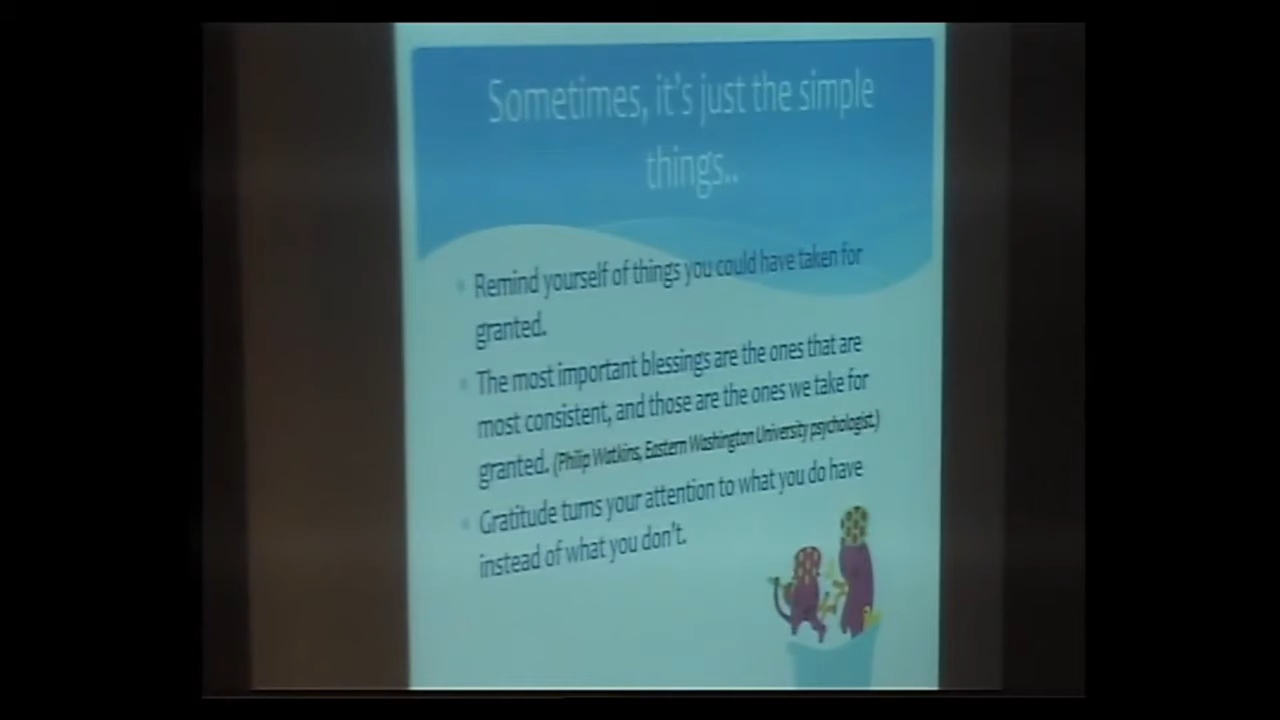 Sometimes, it's just the simple
things..
Remind yourself of things you could have taken for
granted.
The most important blessings are the ones that are
most consistent, and those are the ones we take for
granted. (Philip Watkins, Eastern Washington University psychologist.)
Gratitude turns your attention to what you do have
instead of what you don't.